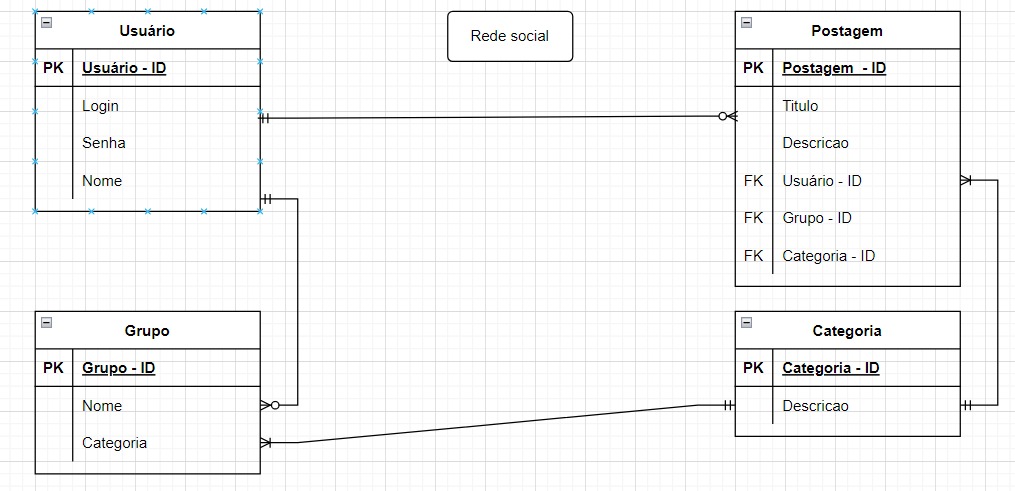 Usuário
PK Usuário - ID
Login
Senha
Nome
Rede social
Postagem
PK Postagem - ID
Titulo
Descricao
FK Usuário - ID
FK Grupo - ID
FK Categoria - ID
Grupo
PK Grupo - ID
Nome
Categoria
Categoria
PK Categoria - ID
Descricao